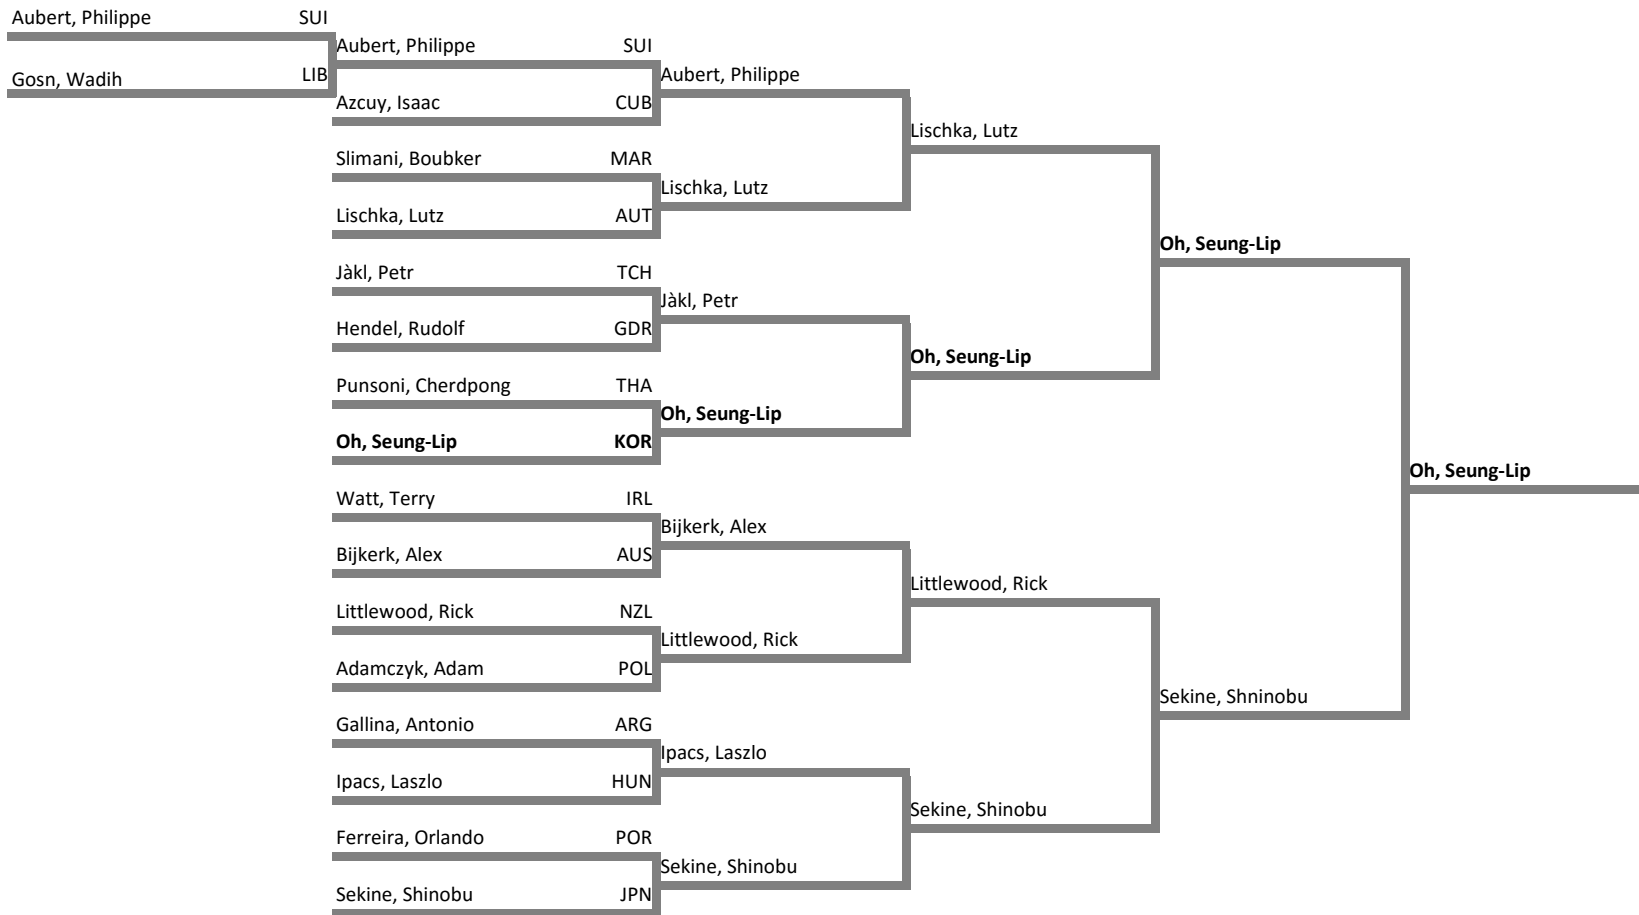 Aubert, Philippe SUI
Gosn, Wadih LIB
Aubert, Philippe SUI
Azcuy, Isaac CUB
Slimani, Boubker MAR
Lischka, Lutz AUT
Jàkl, Petr TCH
Hendel, Rudolf GDR
Punsoni, Cherdpong THA
Oh, Seung-Lip KOR
Watt, Terry IRL
Bijkerk, Alex AUS
Littlewood, Rick NZL
Adamczyk, Adam POL
Gallina, Antonio ARG
Ipacs, Laszlo HUN
Ferreira, Orlando POR
Sekine, Shinobu JPN
Aubert, Philippe
Lischka, Lutz
Jàkl, Petr
Oh, Seung-Lip
Bijkerk, Alex
Littlewood, Rick
Ipacs, Laszlo
Sekine, Shinobu
Lischka, Lutz
Oh, Seung-Lip
Littlewood, Rick
Sekine, Shinobu
Oh, Seung-Lip
Sekine, Shninobu
Oh, Seung-Lip